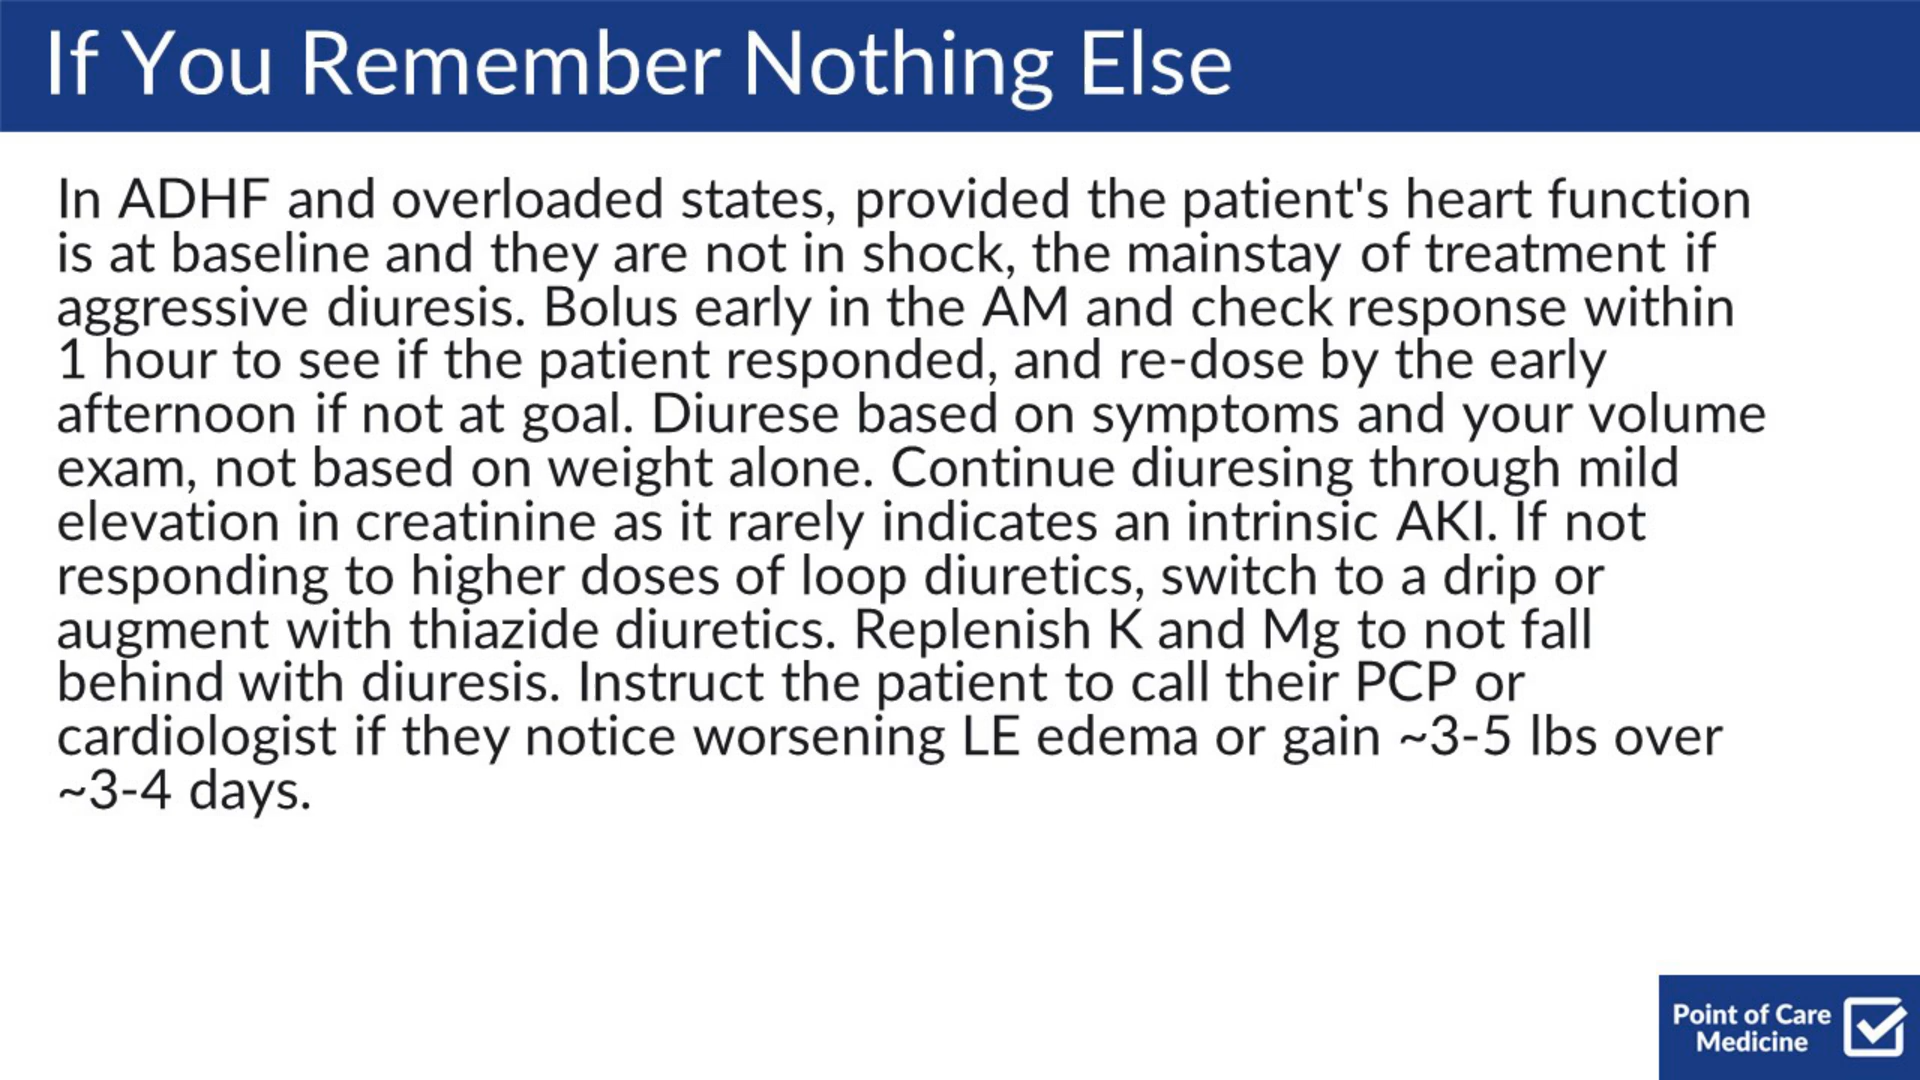 If You Remember Nothing Else
In ADHF and overloaded states, provided the patient's heart function
is at baseline and they are not in shock, the mainstay of treatment if
aggressive diuresis. Bolus early in the AM and check response within
1 hour to see if the patient responded, and re-dose by the early
afternoon if not at goal. Diurese based on symptoms and your volume
exam, not based on weight alone. Continue diuresing through mild
elevation in creatinine as it rarely indicates an intrinsic AKI. If not
responding to higher doses of loop diuretics, switch to a drip or
augment with thiazide diuretics. Replenish K and Mg to not fall
behind with diuresis. Instruct the patient to call their PCP or
cardiologist if they notice worsening LE edema or gain ~3-5 lbs over
~3-4 days.
Point of Care
Medicine